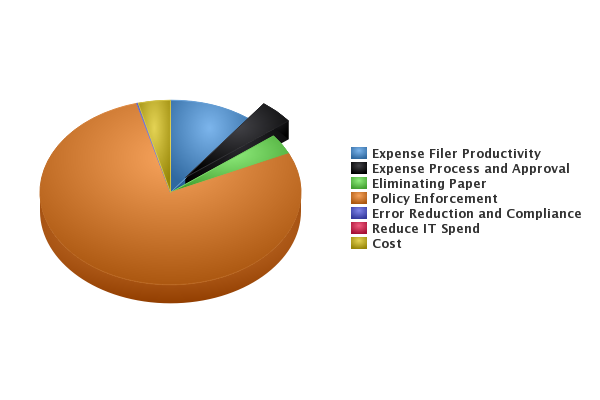 Expense Filer Productivity
Expense Process and Approval
Eliminating Paper
Policy Enforcement
Error Reduction and Compliance
Reduce IT Spend
Cost